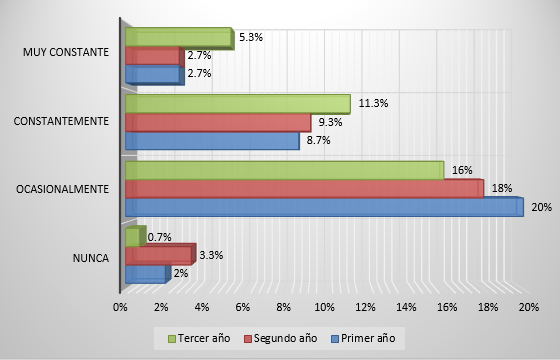 MUY CONSTANTE
5.3%
2.7%
2.7%
CONSTANTEMENTE
11.3%
9.3%
8.7%
OCASIONALMENTE
16%
18%
20%
NUNCA
0.7%
3.3%
2%
0% 2% 4% 6% 8% 10% 12% 14% 16% 18% 20%
Tercer año Segundo año Primer año